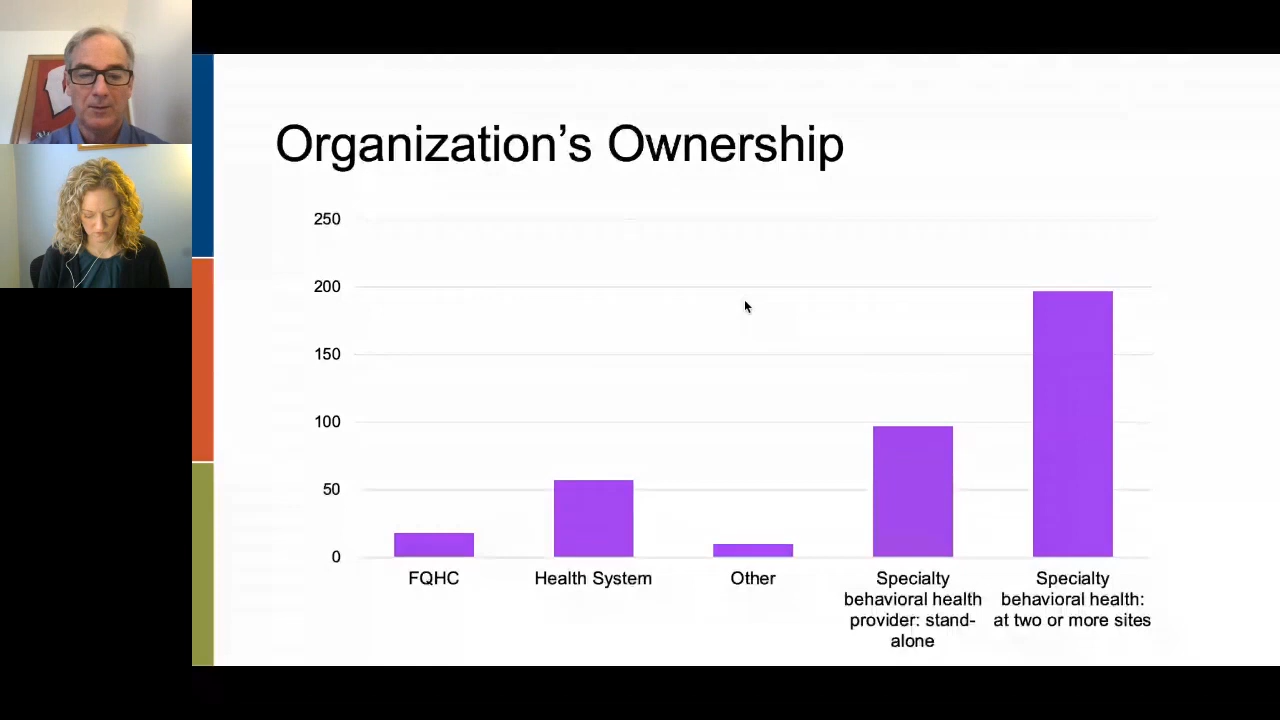 Organization's Ownership
250
200
150
100
50
0
FQHC
Health System
Other
Specialty
behavioral health
provider: stand-
alone
Specialty
behavioral health:
at two or more sites